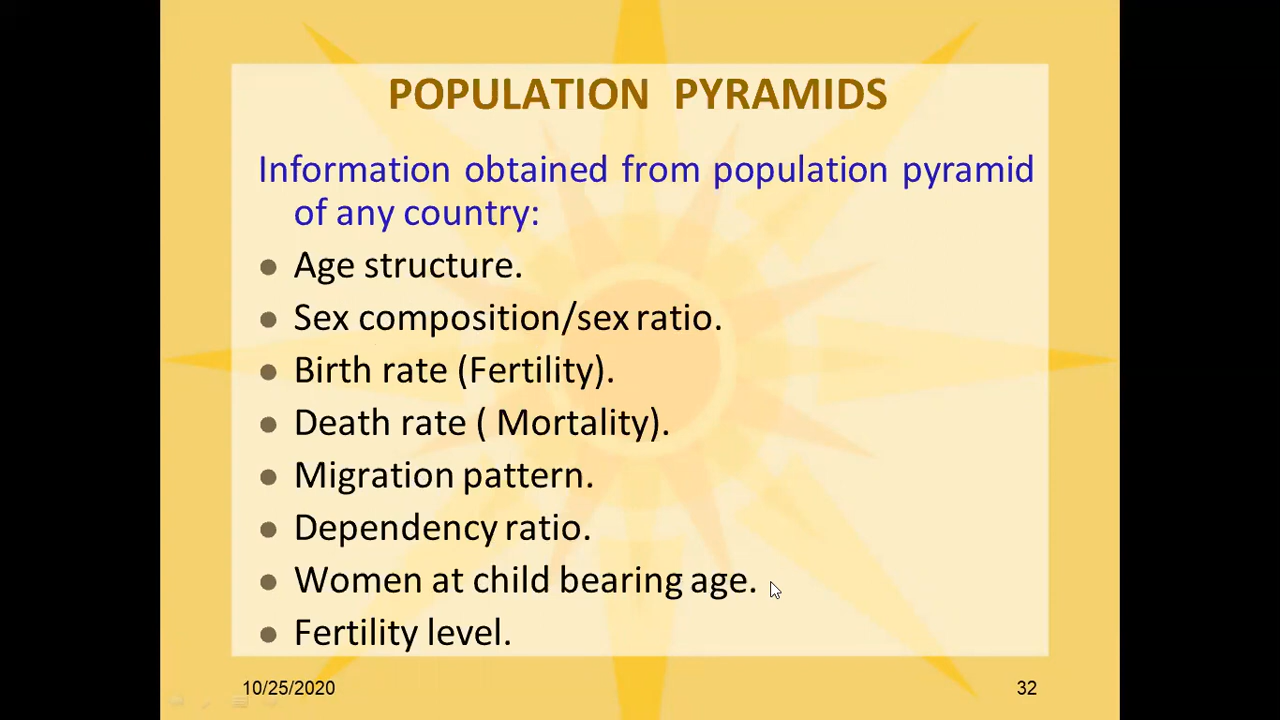 POPULATION PYRAMIDS
Information obtained from population pyramid
of any country:
Age structure.
Sex composition/sex ratio.
Birth rate (Fertility).
Death rate ( Mortality).
Migration pattern.
Dependency ratio.
Women at child bearing age.
Fertility level.
10/25/2020
32